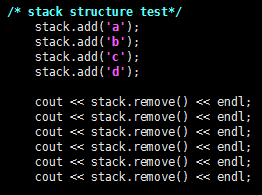 /* stack structure test*/
stack.add('a');
stack.add('b');
stack.add('c');
stack.add('d');
cout << stack.remove() << endl;
cout << stack.remove() << endl;
cout << stack.remove() << endl;
cout << stack.remove() << endl;
cout << stack.remove() << endl;
cout << stack.remove() << endl;